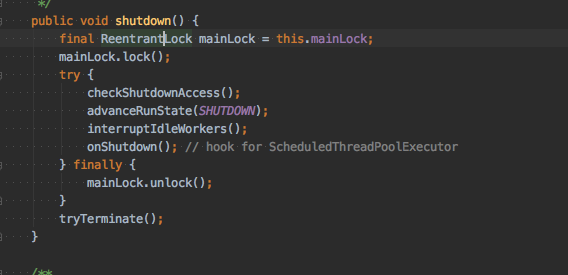 */
public void shutdown() {
final ReentrantLock mainLock = this.mainLock;
mainLock.lock();
try {
checkShutdownAccess();
advanceRunState(SHUTDOWN);
interruptIdleWorkers();
onShutdown(); // hook for ScheduledThreadPoolExecutor
} finally {
mainLock.unlock();
}
tryTerminate();
}
/**